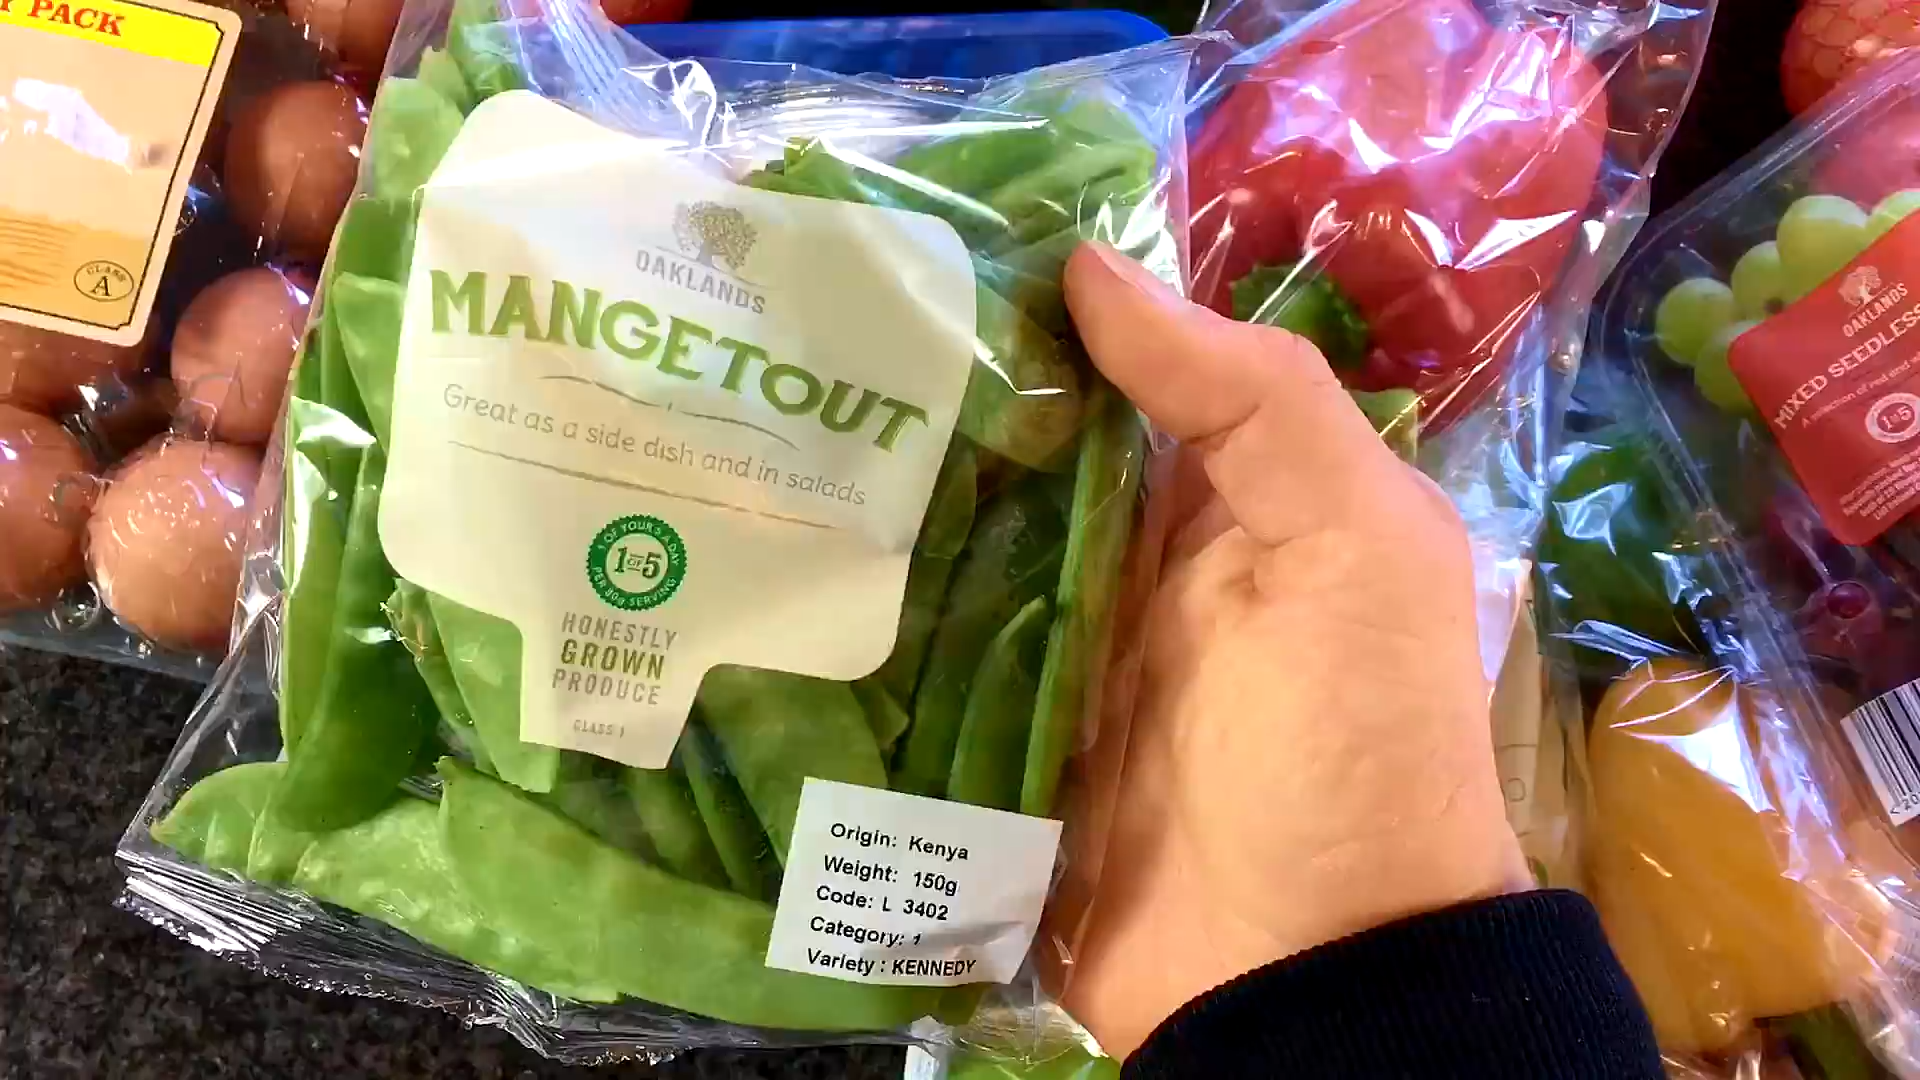 PACK
CLASS
A
OAKLANDS
MANGETOUT
Great as a side dish and in salads
1 OF YOUR 5 A DAY
1 OF 5
PER 80g SERVING
HONESTLY
GROWN
PRODUCE
CLASS 1
Origin: Kenya
Weight: 150g
Code: L 3402
Category: 1
Variety : KENNEDY
OAKLANDS
MIXED SEEDLESS
A selection of red and
1 OF 5